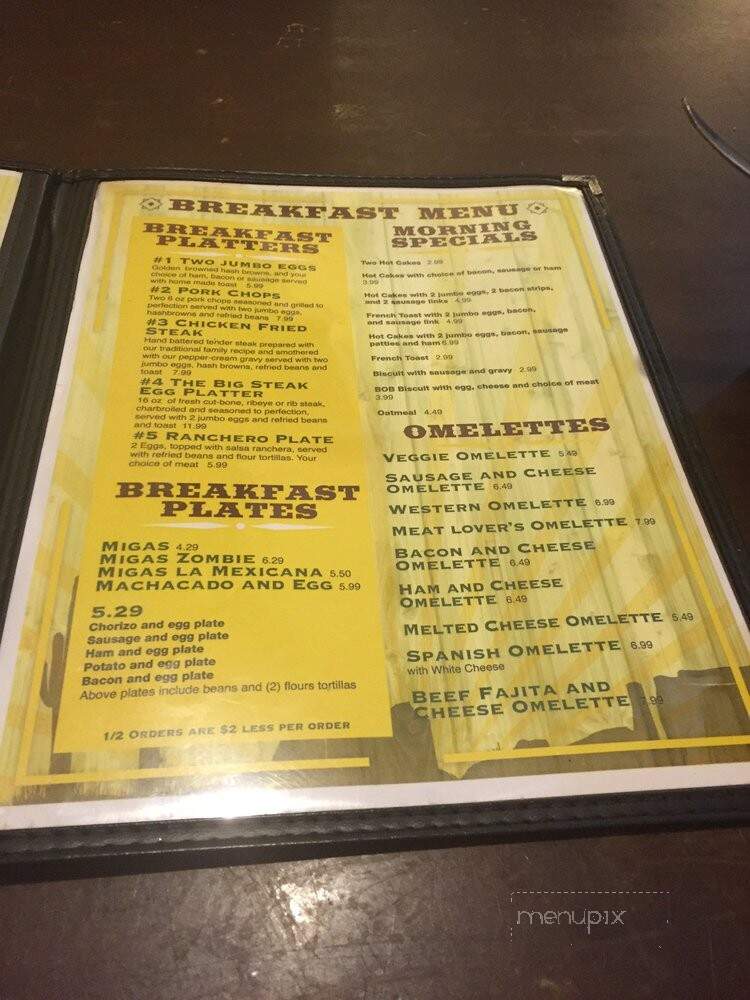 BREAKFAST MENU
BREAKFAST
PLATTERS
#1 TWO JUMBO EGGS
Golden browned hash browns, and your
choice of ham, bacon or sausage served
with home made toast 5.99
#2 PORK CHOPS
Two 6 oz pork chops seasoned and grilled to
perfection served with two jumbo eggs,
hashbrowns and refried beans 7.99
#3 CHICKEN FRIED
STEAK
Hand battered tender steak prepared with
our traditional family recipe and smothered
with our pepper-cream gravy served with two
jumbo eggs, hash browns, refried beans and
toast 7.99
#4 THE BIG STEAK
EGG PLATTER
16 oz of fresh cut-bone, ribeye or rib steak,
charbroiled and seasoned to perfection,
served with 2 jumbo eggs and refried beans
and toast 11.99
#5 RANCHERO PLATE
2 Eggs, topped with salsa ranchera, served
with refried beans and flour tortillas. Your
choice of meat 5.99
BREAKFAST
PLATES
MIGAS 4.29
MIGAS ZOMBIE 6.29
MIGAS LA MEXICANA 5.50
MACHACADO AND EGG 5.99
5.29
Chorizo and egg plate
Sausage and egg plate
Ham and egg plate
Potato and egg plate
Bacon and egg plate
Above plates include beans and (2) flours tortillas
1/2 ORDERS ARE $2 LESS PER ORDER
MORNING
SPECIALS
Two Hot Cakes 2.99
Hot Cakes with choice of bacon, sausage or ham
3.99
Hot Cakes with 2 jumbo eggs, 2 bacon strips,
and 2 sausage links 4.99
French Toast with 2 jumbo eggs, bacon,
and sausage link 4.99
Hot Cakes with 2 jumbo eggs, bacon, sausage
patties and ham 6.99
French Toast 2.99
Biscuit with sausage and gravy 2.99
BOB Biscuit with egg, cheese and choice of meat
3.99
Oatmeal 4.49
OMELETTES
VEGGIE OMELETTE 5.49
SAUSAGE AND CHEESE
OMELETTE 6.49
WESTERN OMELETTE 6.99
MEAT LOVER'S OMELETTE 7.99
BACON AND CHEESE
OMELETTE 6.49
HAM AND CHEESE
OMELETTE 6.49
MELTED CHEESE OMELETTE 5.49
SPANISH OMELETTE 6.99
with White Cheese
BEEF FAJITA AND
CHEESE OMELETTE 7.99
menupix